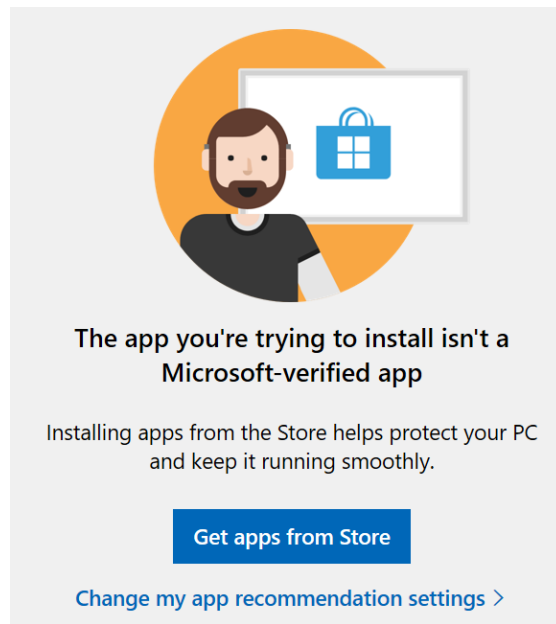 The app you're trying to install isn't a
Microsoft-verified app
Installing apps from the Store helps protect your PC
and keep it running smoothly.
Get apps from Store
Change my app recommendation settings >